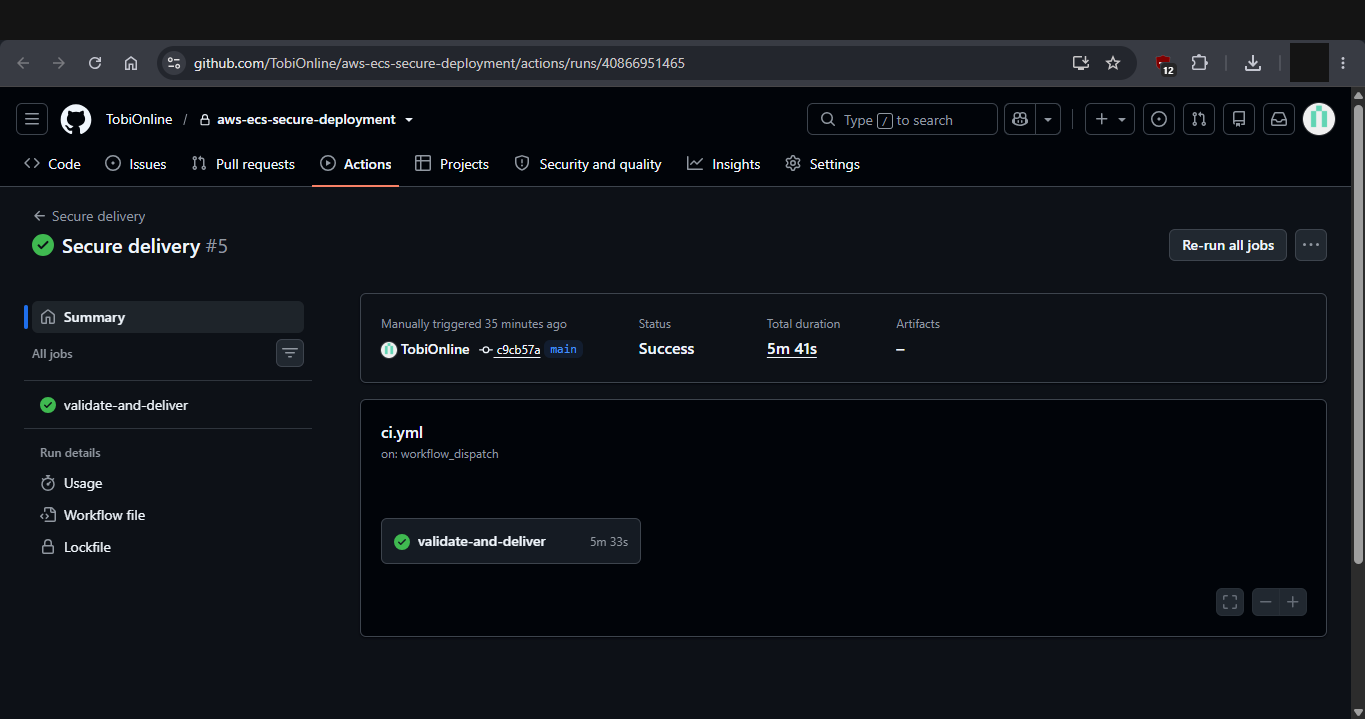 github.com/TobiOnline/aws-ecs-secure-deployment/actions/runs/40866951465
12
TobiOnline / aws-ecs-secure-deployment
Type / to search
Code Issues Pull requests Actions Projects Security and quality Insights Settings
Secure delivery
Secure delivery #5
Re-run all jobs
Summary
All jobs
validate-and-deliver
Run details
Usage
Workflow file
Lockfile
Manually triggered 35 minutes ago
TobiOnline c9cb57a main
Status
Success
Total duration
5m 41s
Artifacts
–
ci.yml
on: workflow_dispatch
validate-and-deliver 5m 33s